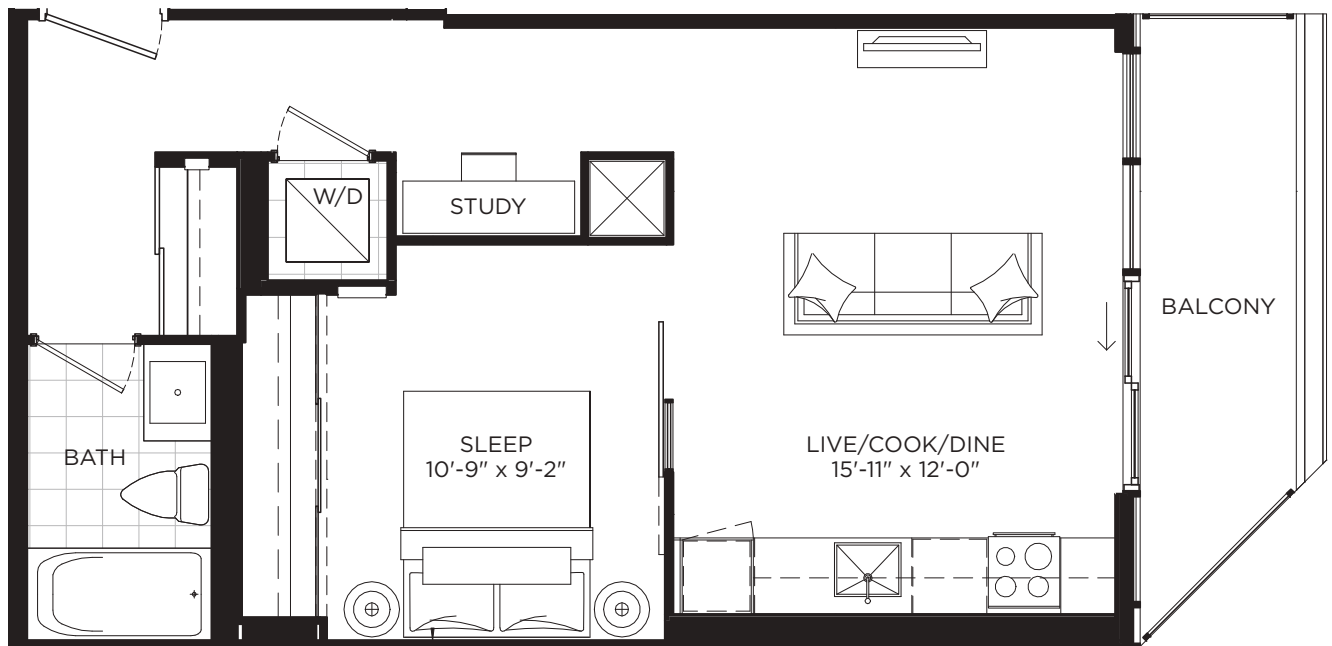 W/D
STUDY
BALCONY
SLEEP
10'-9" x 9'-2"
LIVE/COOK/DINE
15'-11" x 12'-0"
BATH